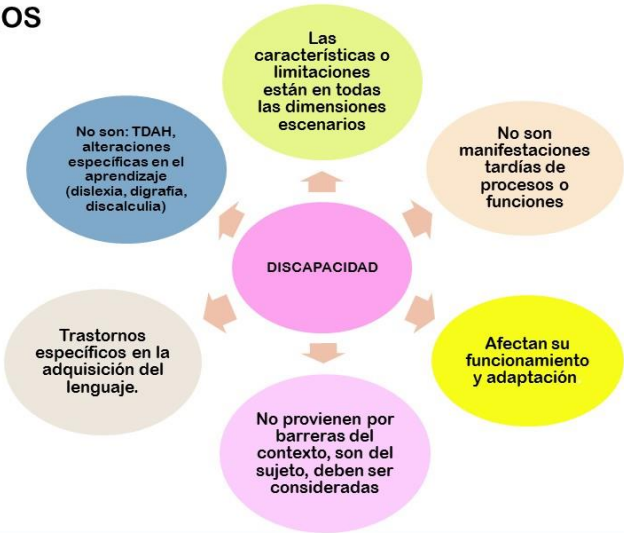 OS
Las
características o
limitaciones
están en todas
las dimensiones
escenarios
No son: TDAH,
alteraciones
específicas en el
aprendizaje
(dislexia, digrafia,
discalculia)
No son
manifestaciones
tardías de
procesos o
funciones
DISCAPACIDAD
Trastornos
específicos en la
adquisición del
lenguaje.
Afectan su
funcionamiento
y adaptación
No provienen por
barreras del
contexto, son del
sujeto, deben ser
consideradas